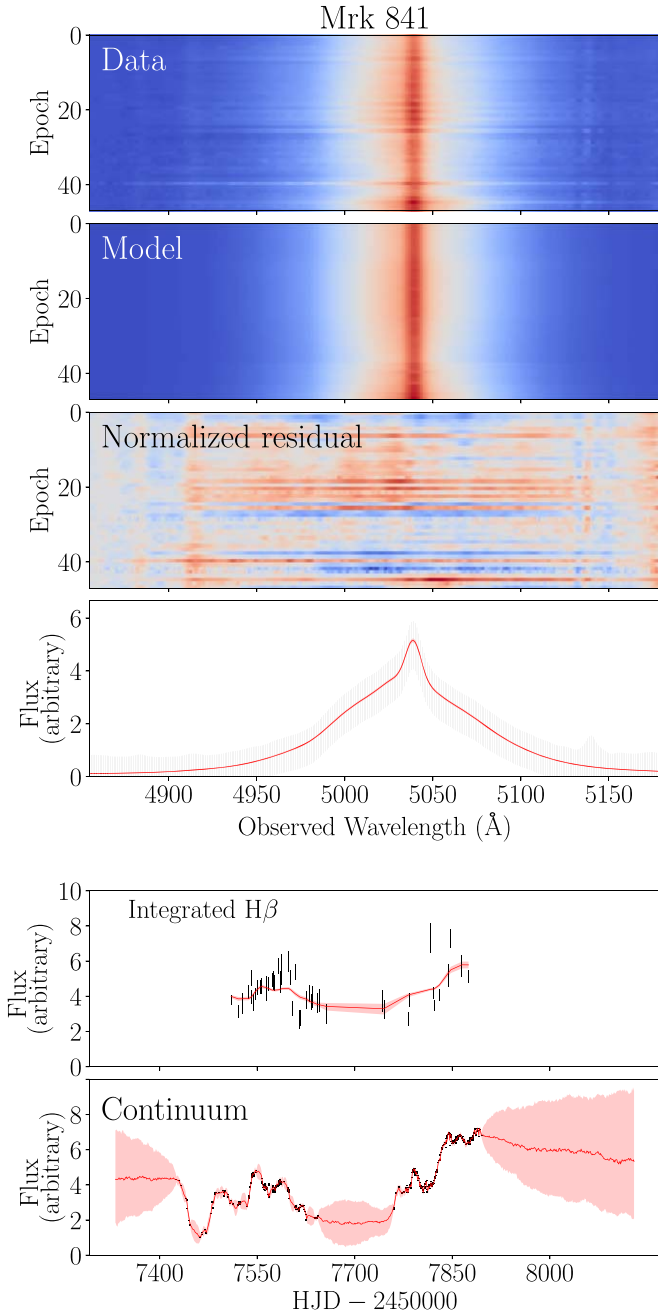 Mrk 841
0
Data
20
Epoch
40
0
Model
20
Epoch
40
0
Normalized residual
20
Epoch
40
6
4
2
0
Flux
(arbitrary)
4900 4950 5000 5050 5100 5150
Observed Wavelength (Å)
10
Integrated Hβ
8
6
4
2
0
Flux
(arbitrary)
Continuum
8
6
4
2
0
Flux
(arbitrary)
7400 7550 7700 7850 8000
HJD − 2450000